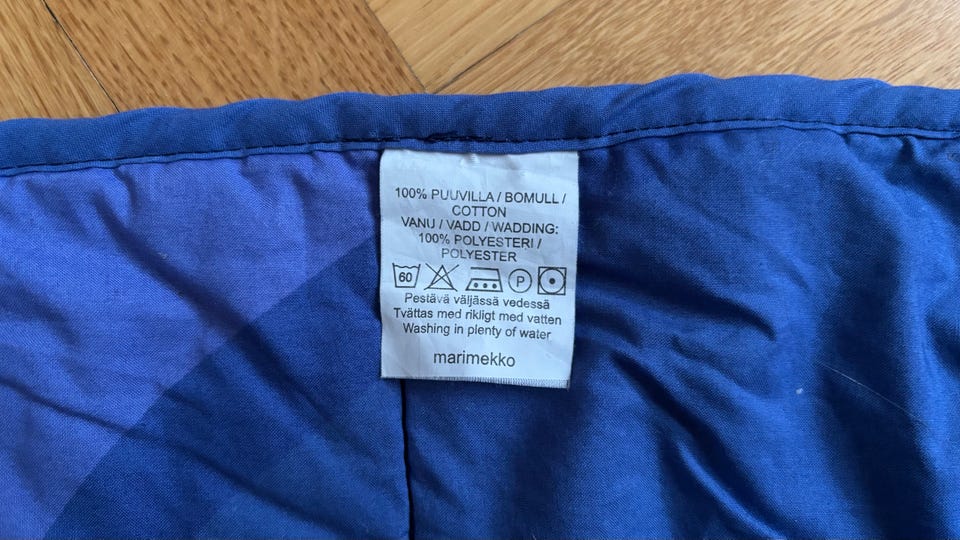 100% PUUVILLA / BOMULL /
COTTON
VANU / VADD / WADDING:
100% POLYESTERI /
POLYESTER
60 P
Pestävä väljässä vedessä
Tvättas med rikligt med vatten
Washing in plenty of water
marimekko